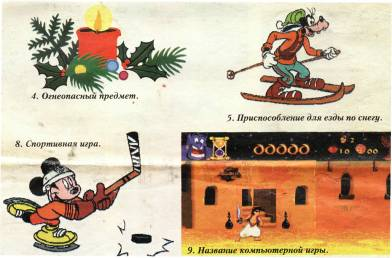 4. Огнеопасный предмет.
5. Приспособление для езды по снегу.
8. Спортивная игра.
9. Название компьютерной игры.